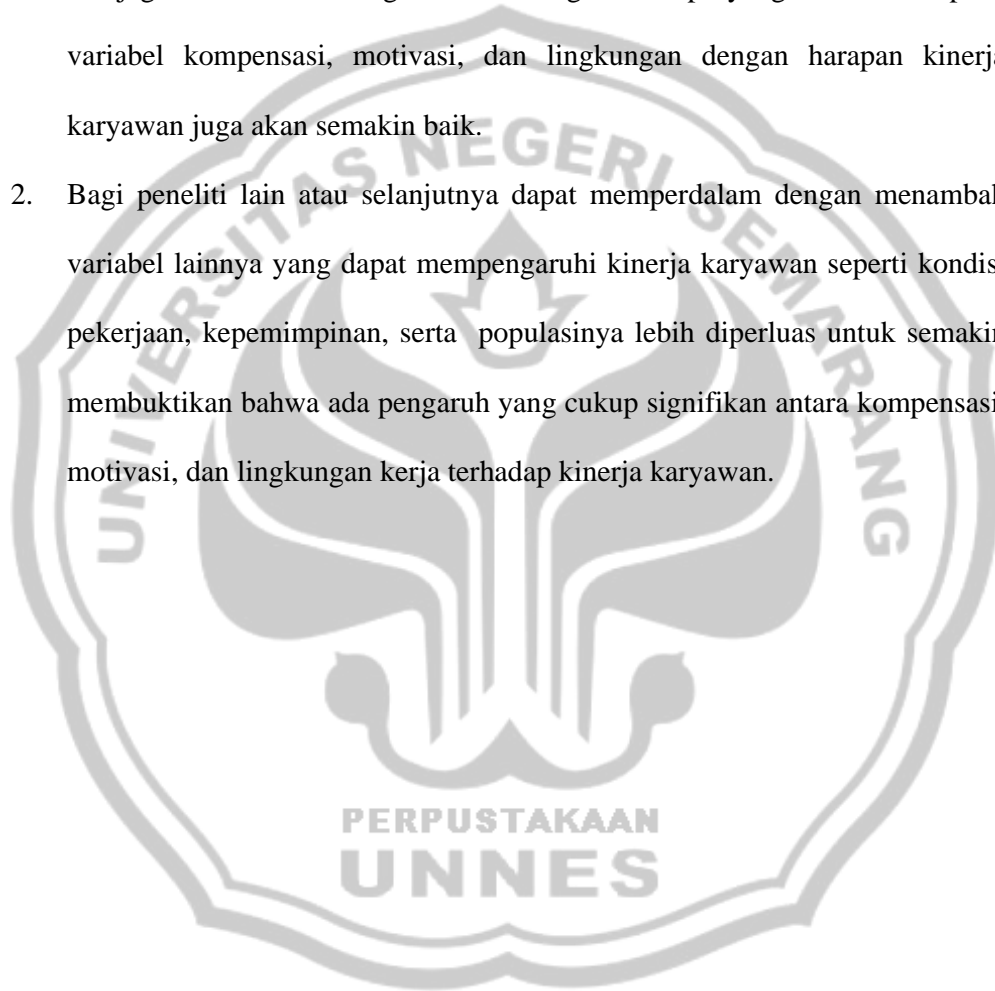 variabel kompensasi, motivasi, dan lingkungan dengan harapan kinerja
karyawan juga akan semakin baik.
2. Bagi peneliti lain atau selanjutnya dapat memperdalam dengan menambah
variabel lainnya yang dapat mempengaruhi kinerja karyawan seperti kondisi
pekerjaan, kepemimpinan, serta populasinya lebih diperluas untuk semakin
membuktikan bahwa ada pengaruh yang cukup signifikan antara kompensasi
motivasi, dan lingkungan kerja terhadap kinerja karyawan.
UNIVERSITAS NEGERI SEMARANG
PERPUSTAKAAN
UNNES